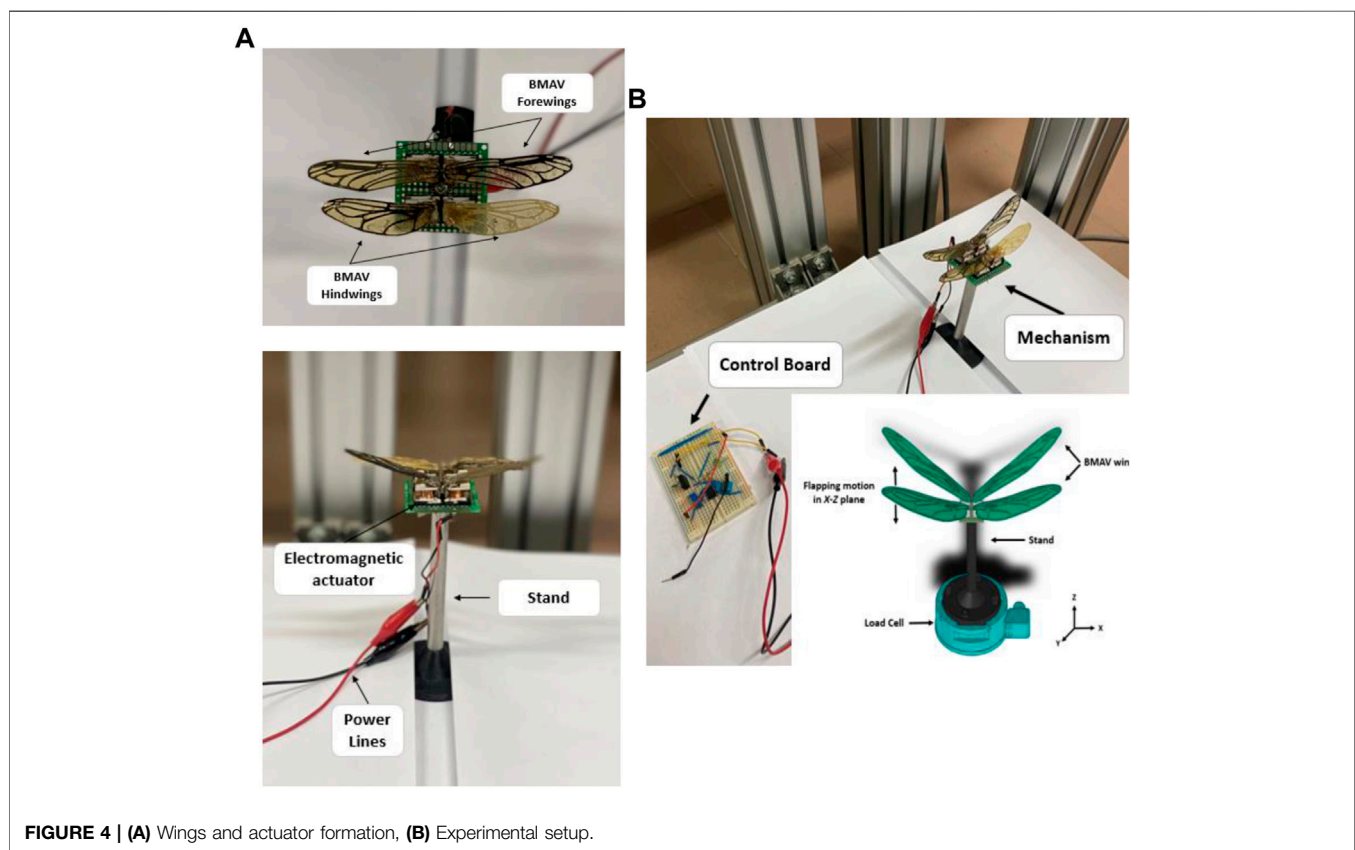 A
BMAV
Forewings
BMAV
Hindwings
Electromagnetic
actuator
Stand
Power
Lines
B
Control Board
Mechanism
Flapping motion
in X-Z plane
BMAV win
Stand
Load Cell
Z
X
Y
FIGURE 4 | (A) Wings and actuator formation, (B) Experimental setup.